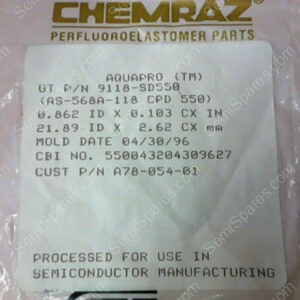 CHEMRAZ
PERFLUOROELASTOMER PARTS
AQUAPRO (TM)
GT P/N 9118-SD550
(AS-568A-118 CPD 550)
0.862 ID X 0.103 CX IN
21.89 ID X 2.62 CX mm
MOLD DATE 04/30/96
CBI NO. 550043204309627
CUST P/N A78-054-01
PROCESSED FOR USE IN
SEMICONDUCTOR MANUFACTURING